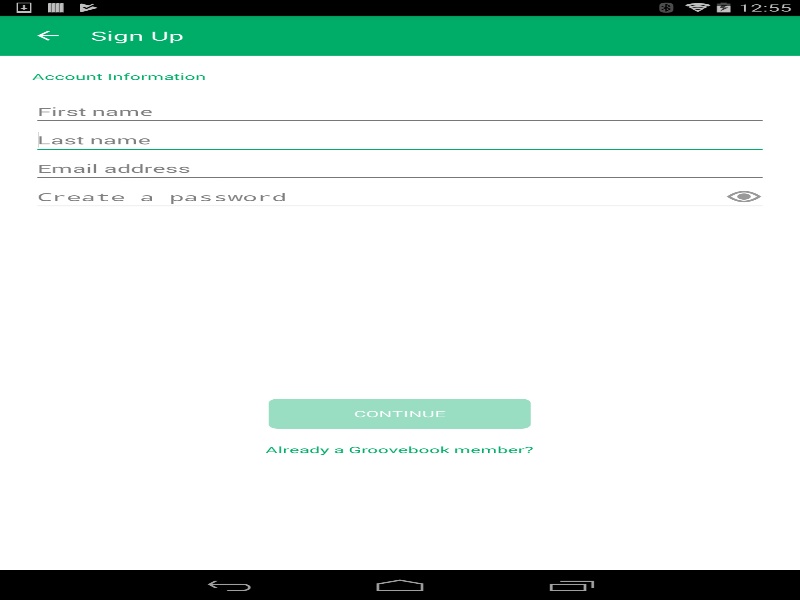 12:55
Sign Up
Account Information
First name
Last name
Email address
Create a password
CONTINUE
Already a Groovebook member?